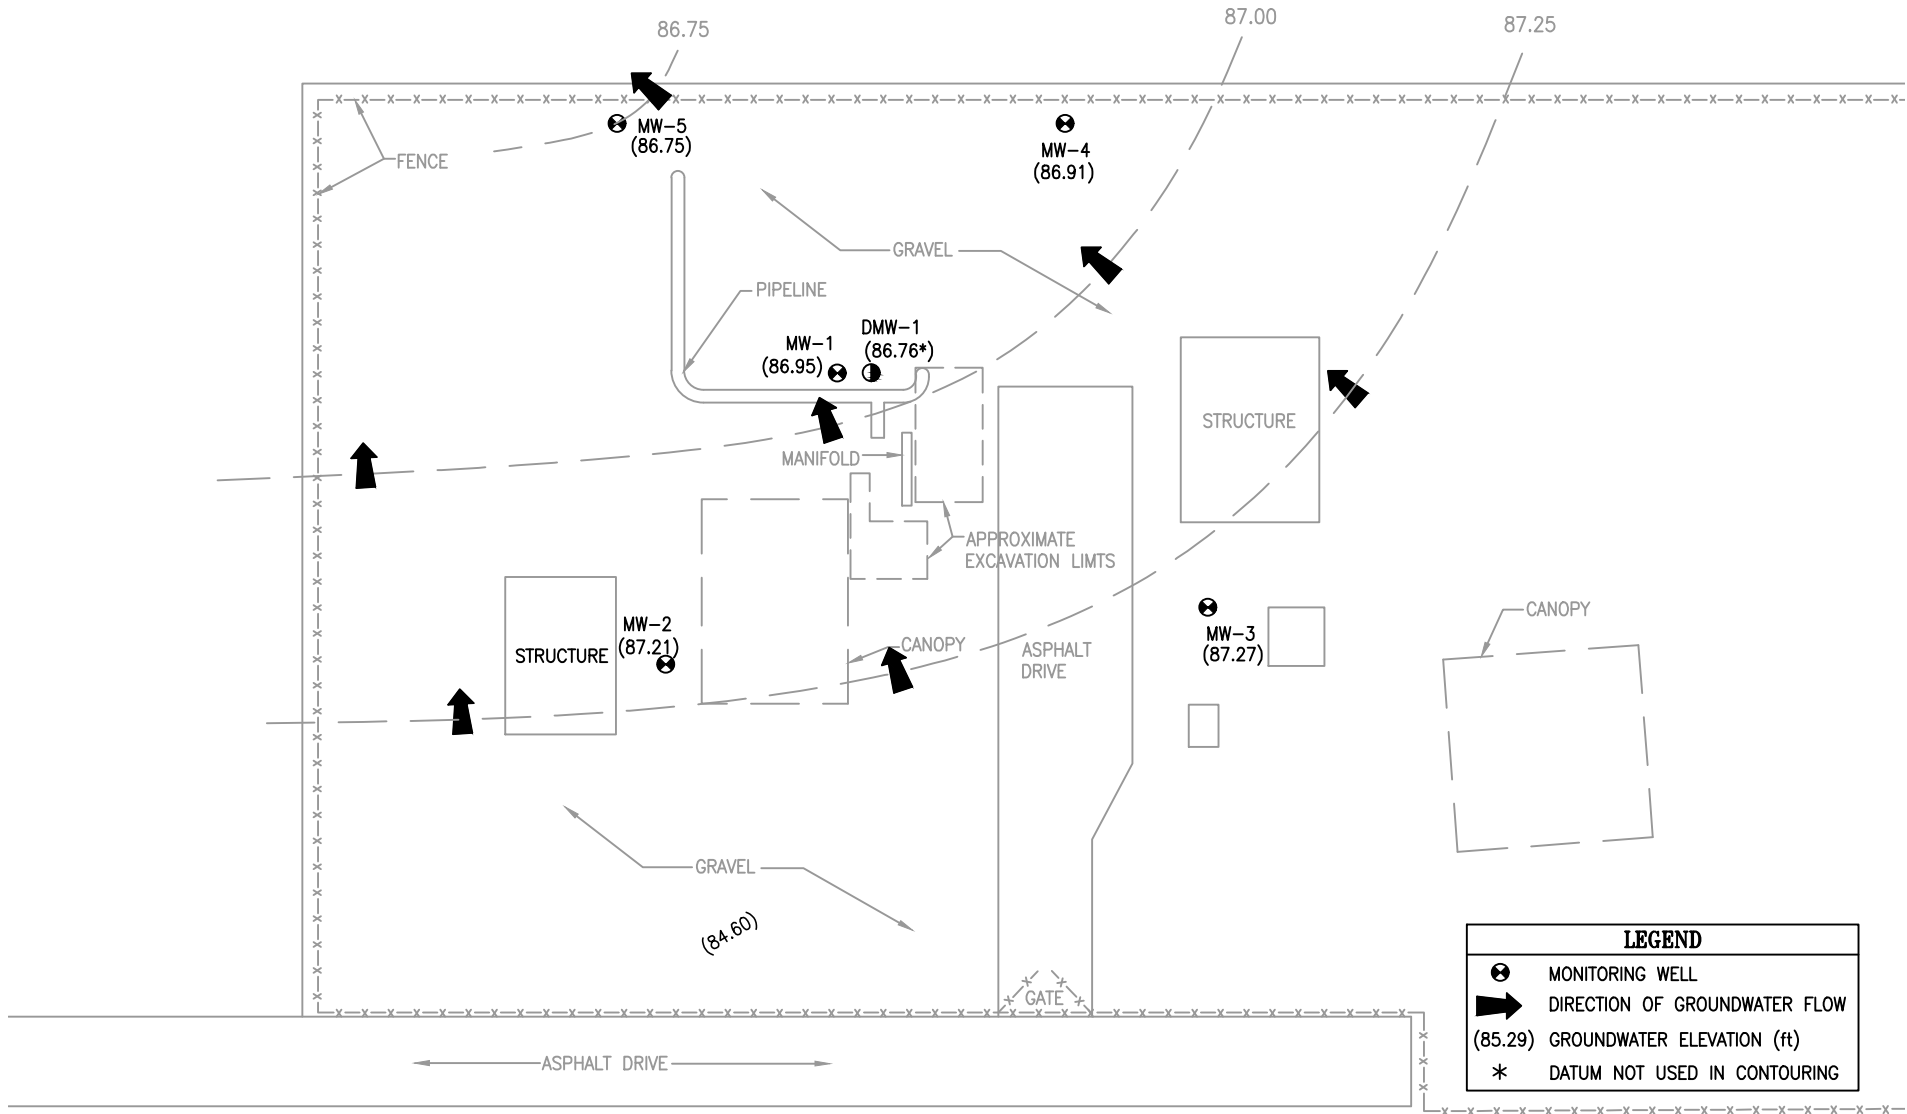 86.75
87.00
87.25
MW-5
(86.75)
MW-4
(86.91)
FENCE
GRAVEL
PIPELINE
DMW-1
(86.76*)
MW-1
(86.95)
STRUCTURE
MANIFOLD
APPROXIMATE
EXCAVATION LIMTS
MW-2
(87.21)
STRUCTURE
CANOPY
ASPHALT
DRIVE
MW-3
(87.27)
CANOPY
GRAVEL
(84.60)
GATE
ASPHALT DRIVE
LEGEND
MONITORING WELL
DIRECTION OF GROUNDWATER FLOW
(85.29) GROUNDWATER ELEVATION (ft)
* DATUM NOT USED IN CONTOURING